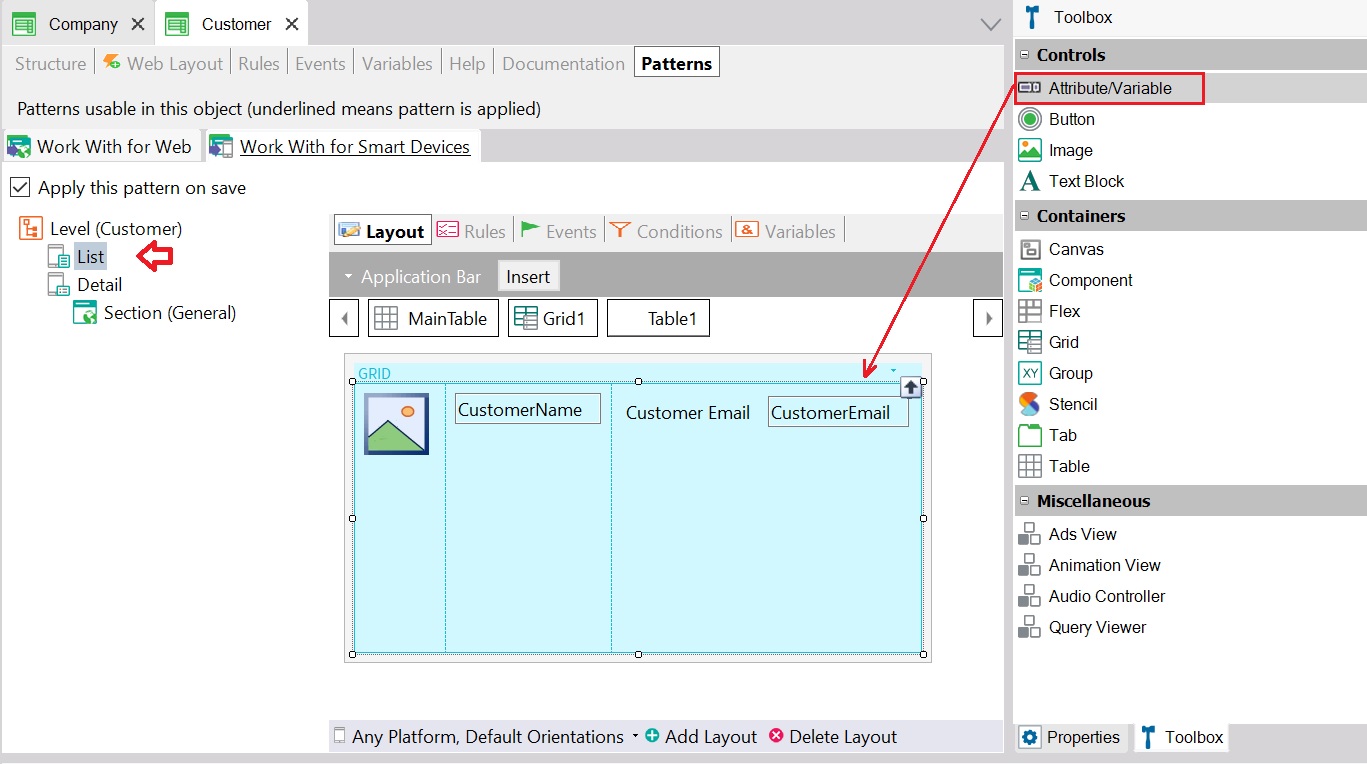 Company
Customer
Structure
Web Layout
Rules
Events
Variables
Help
Documentation
Patterns
Patterns usable in this object (underlined means pattern is applied)
Work With for Web
Work With for Smart Devices
Apply this pattern on save
Level (Customer)
List
Detail
Section (General)
Layout
Rules
Events
&
Conditions
Variables
Application Bar
Insert
MainTable
Grid1
Table1
GRID
CustomerName
Customer Email
CustomerEmail
Any Platform, Default Orientations
Add Layout
Delete Layout
Toolbox
Controls
Attribute/Variable
Button
Image
A
Text Block
Containers
Canvas
Component
Flex
Grid
XY
Group
Stencil
Tab
Table
Miscellaneous
Ads View
Animation View
Audio Controller
Query Viewer
Properties
Toolbox